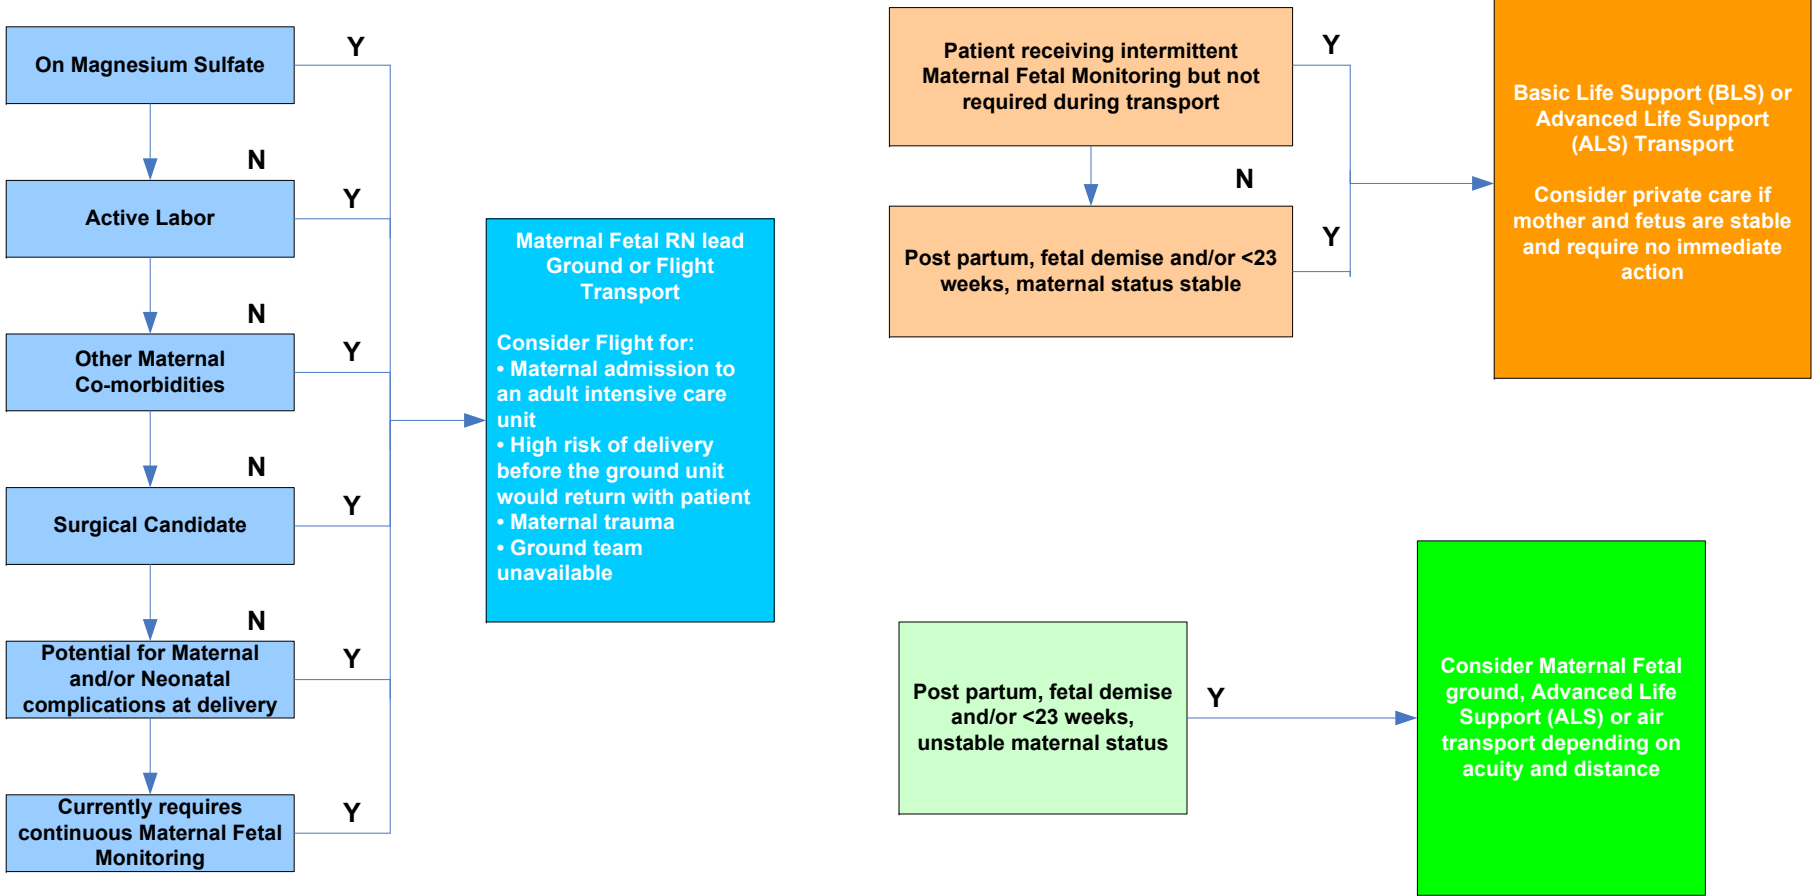 On Magnesium Sulfate
Y
N
Active Labor
Y
N
Other Maternal
Co-morbidities
Y
N
Surgical Candidate
Y
N
Potential for Maternal
and/or Neonatal
complications at delivery
Y
Currently requires
continuous Maternal Fetal
Monitoring
Y
Maternal Fetal RN lead
Ground or Flight
Transport
Consider Flight for:
• Maternal admission to
an adult intensive care
unit
• High risk of delivery
before the ground unit
would return with patient
• Maternal trauma
• Ground team
unavailable
Patient receiving intermittent
Maternal Fetal Monitoring but not
required during transport
Y
N
Post partum, fetal demise and/or <23
weeks, maternal status stable
Y
Basic Life Support (BLS) or
Advanced Life Support
(ALS) Transport
Consider private care if
mother and fetus are stable
and require no immediate
action
Post partum, fetal demise
and/or <23 weeks,
unstable maternal status
Y
Consider Maternal Fetal
ground, Advanced Life
Support (ALS) or air
transport depending on
acuity and distance